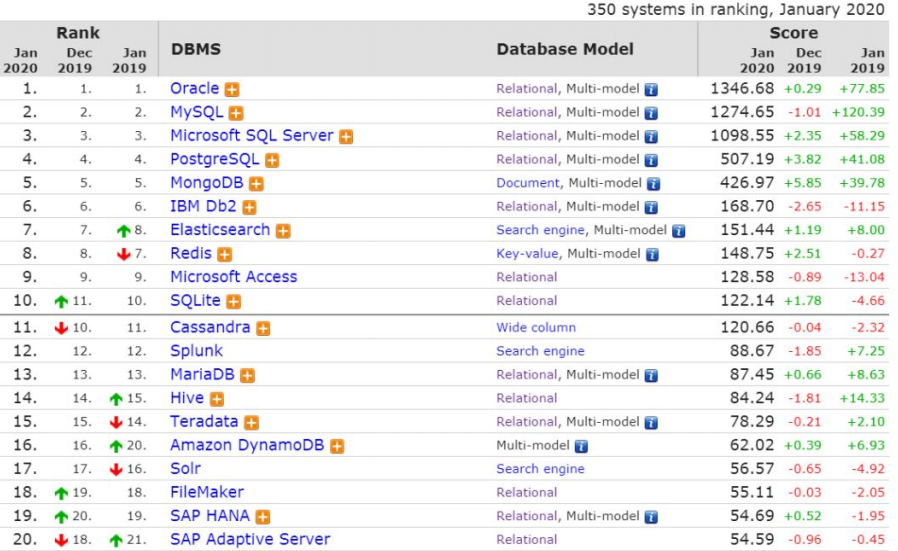 350 systems in ranking, January 2020
Rank Score
Jan Dec Jan DBMS Database Model Jan Dec Jan
2020 2019 2019 2020 2019 2019
1. 1. 1. Oracle Relational, Multi-model 1346.68 +0.29 +77.85
2. 2. 2. MySQL Relational, Multi-model 1274.65 -1.01 +120.39
3. 3. 3. Microsoft SQL Server Relational, Multi-model 1098.55 +2.35 +58.29
4. 4. 4. PostgreSQL Relational, Multi-model 507.19 +3.82 +41.08
5. 5. 5. MongoDB Document, Multi-model 426.97 +5.85 +39.78
6. 6. 6. IBM Db2 Relational, Multi-model 168.70 -2.65 -11.15
7. 7. 8. Elasticsearch Search engine, Multi-model 151.44 +1.19 +8.00
8. 8. 7. Redis Key-value, Multi-model 148.75 +2.51 -0.27
9. 9. 9. Microsoft Access Relational 128.58 -0.89 -13.04
10. 11. 10. SQLite Relational 122.14 +1.78 -4.66
11. 10. 11. Cassandra Wide column 120.66 -0.04 -2.32
12. 12. 12. Splunk Search engine 88.67 -1.85 +7.25
13. 13. 13. MariaDB Relational, Multi-model 87.45 +0.66 +8.63
14. 14. 15. Hive Relational 84.24 -1.81 +14.33
15. 15. 14. Teradata Relational, Multi-model 78.29 -0.21 +2.10
16. 16. 20. Amazon DynamoDB Multi-model 62.02 +0.39 +6.93
17. 17. 16. Solr Search engine 56.57 -0.65 -4.92
18. 19. 18. FileMaker Relational 55.11 -0.03 -2.05
19. 20. 19. SAP HANA Relational, Multi-model 54.69 +0.52 -1.95
20. 18. 21. SAP Adaptive Server Relational 54.59 -0.96 -0.45